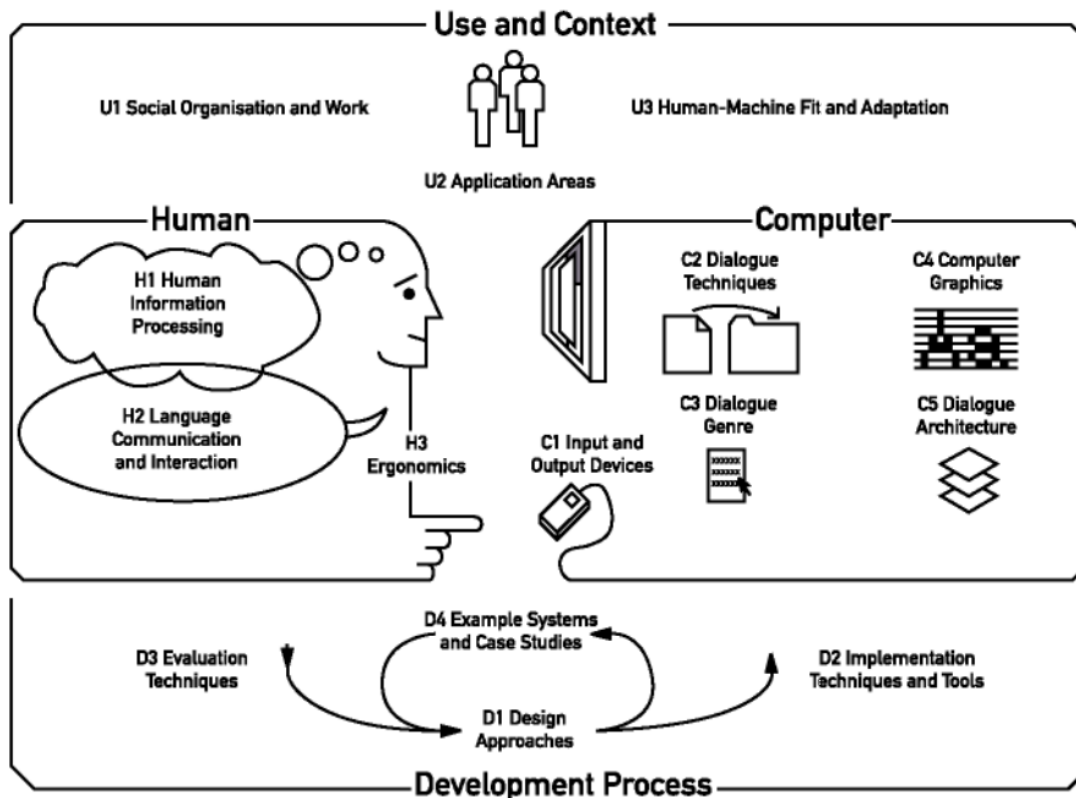 Use and Context
U1 Social Organisation and Work
U3 Human-Machine Fit and Adaptation
U2 Application Areas
Human
H1 Human
Information
Processing
H2 Language
Communication
and Interaction
H3
Ergonomics
Computer
C1 Input and
Output Devices
C2 Dialogue
Techniques
C3 Dialogue
Genre
xxxxxx
xxxxxx
xxxxxx
C4 Computer
Graphics
C5 Dialogue
Architecture
D3 Evaluation
Techniques
D4 Example Systems
and Case Studies
D1 Design
Approaches
D2 Implementation
Techniques and Tools
Development Process